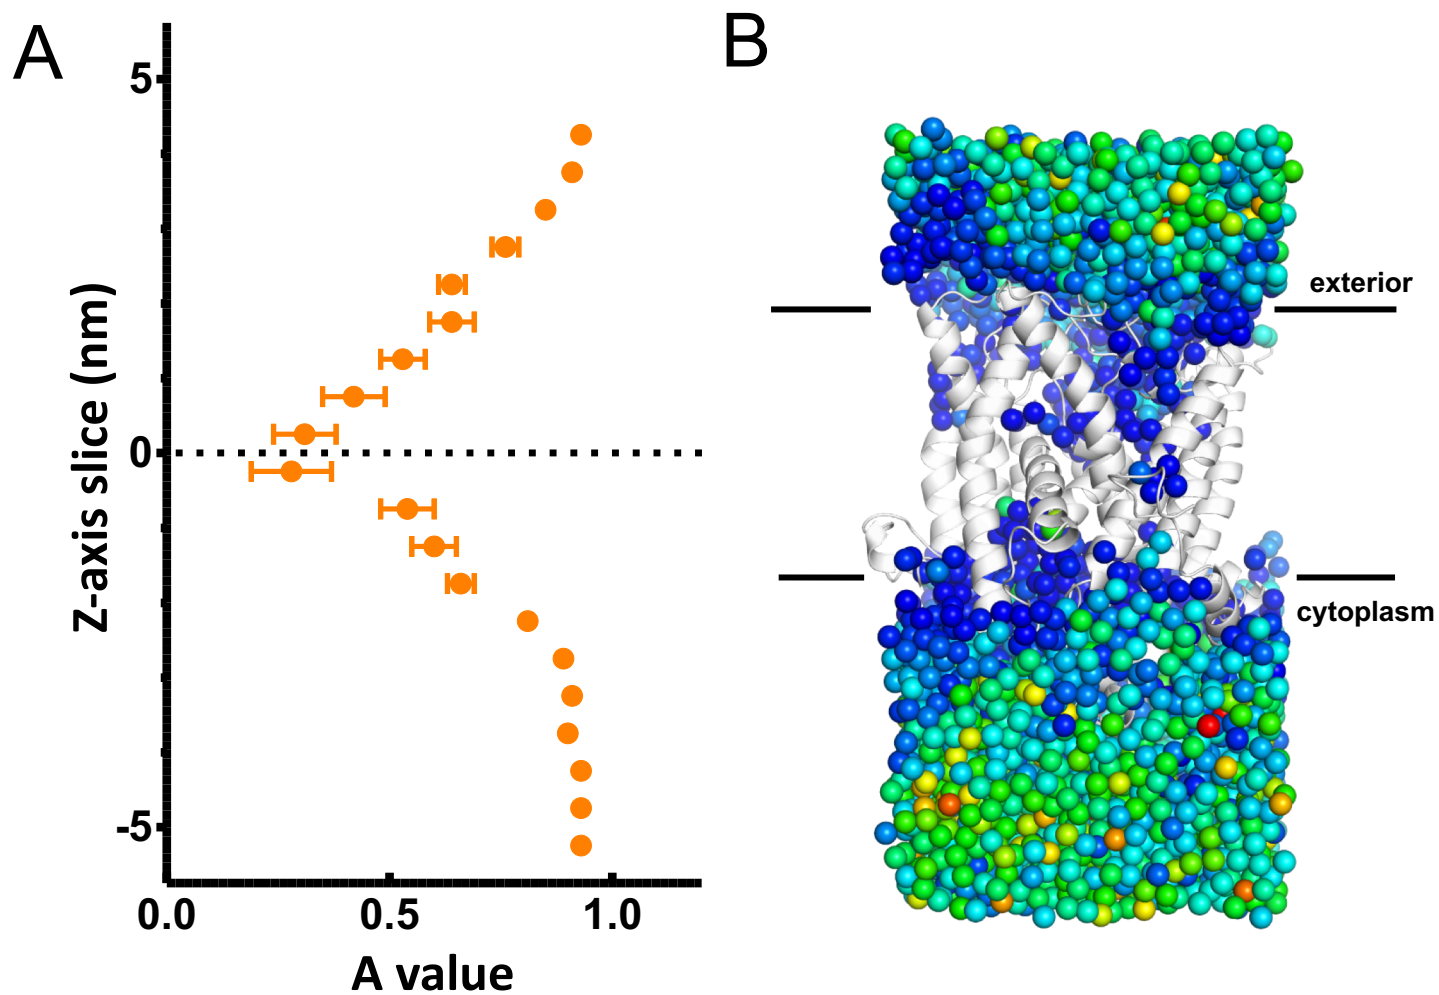 A
B
5
0
-5
Z-axis slice (nm)
0.0
0.5
1.0
A value
exterior
cytoplasm